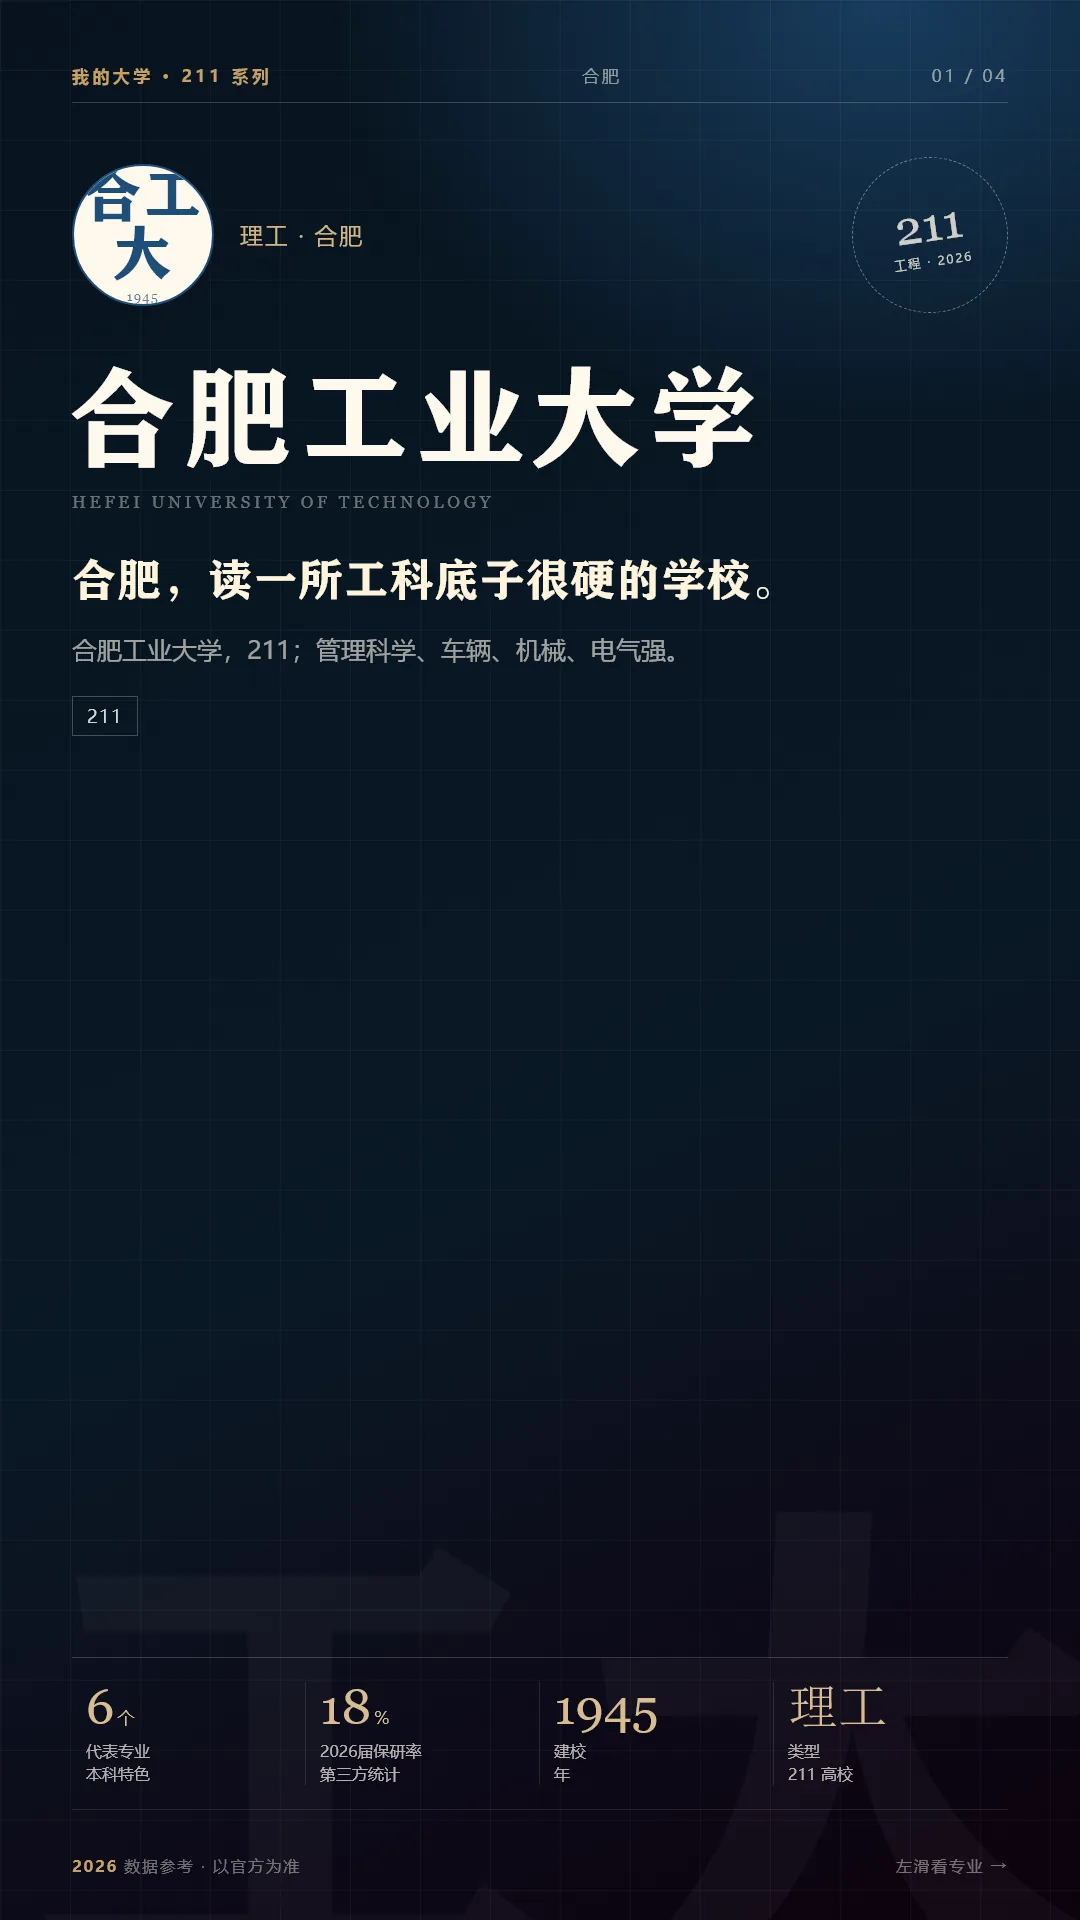 我的大学 · 211 系列
合肥
01 / 04
合工
大
1945
理工 · 合肥
211
工程 · 2026
合肥工业大学
HEFEI UNIVERSITY OF TECHNOLOGY
合肥，读一所工科底子很硬的学校。
合肥工业大学，211；管理科学、车辆、机械、电气强。
211
工大
6个
代表专业
本科特色
18%
2026届保研率
第三方统计
1945
建校
年
理工
类型
211 高校
2026 数据参考 · 以官方为准
左滑看专业 →